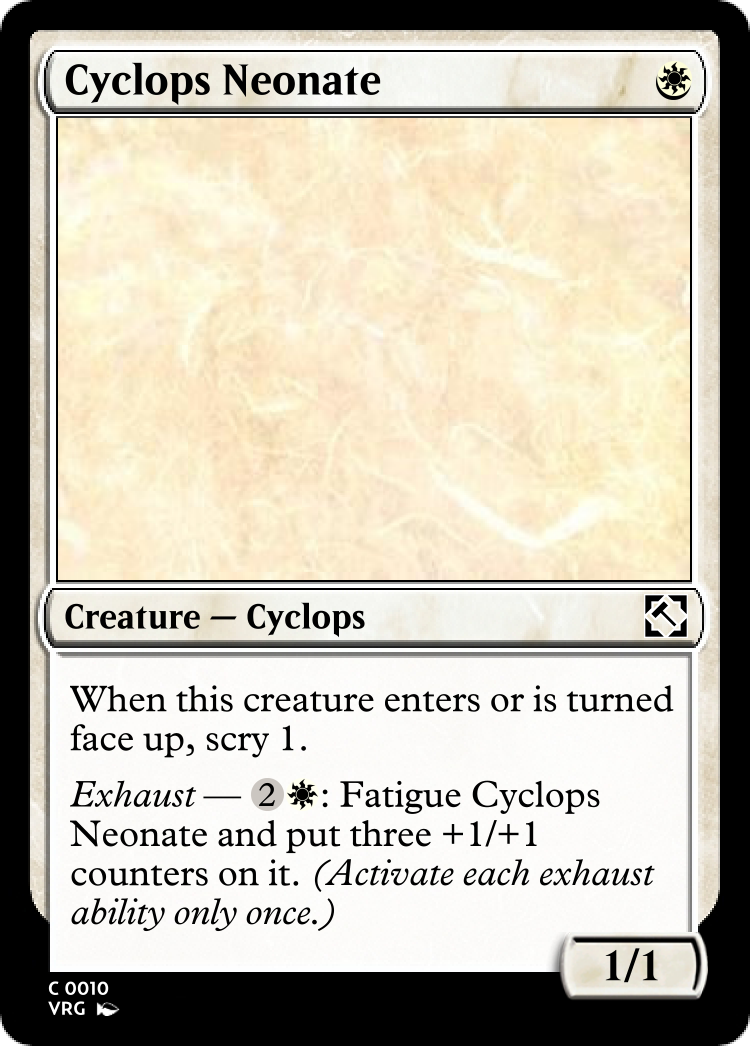 Cyclops Neonate
Creature — Cyclops
When this creature enters or is turned
face up, scry 1.
Exhaust — 2: Fatigue Cyclops
Neonate and put three +1/+1
counters on it. (Activate each exhaust
ability only once.)
1/1
C 0010
VRG